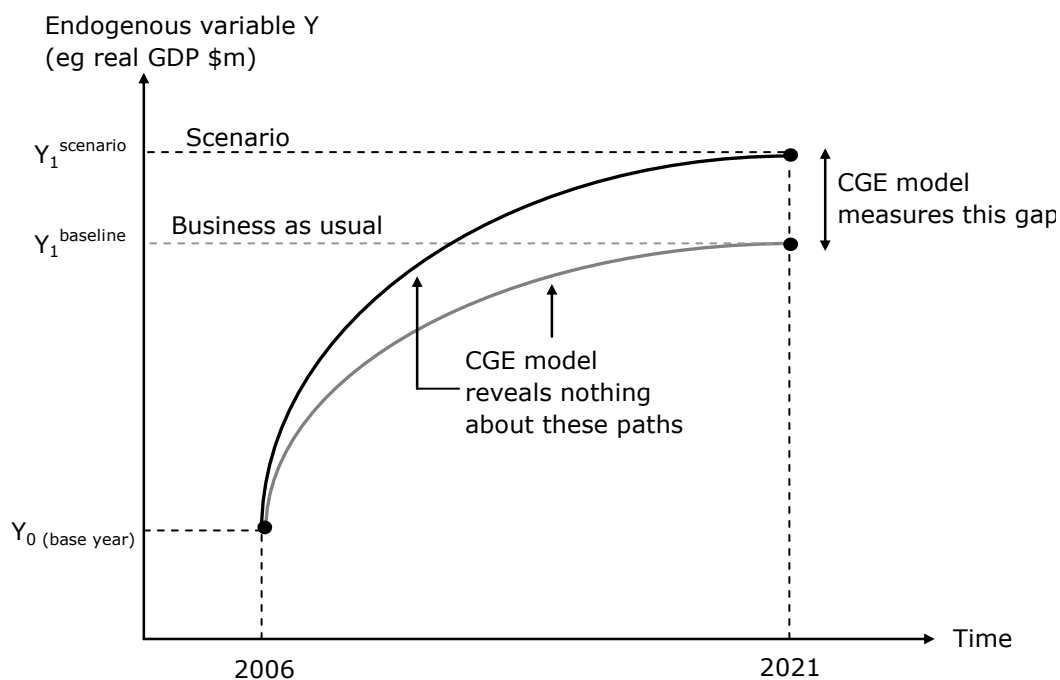 Endogenous variable Y
(eg real GDP $m)
Y1scenario
Scenario
CGE model
measures this gap
Business as usual
Y1baseline
CGE model
reveals nothing
about these paths
Y0 (base year)
Time
2006
2021